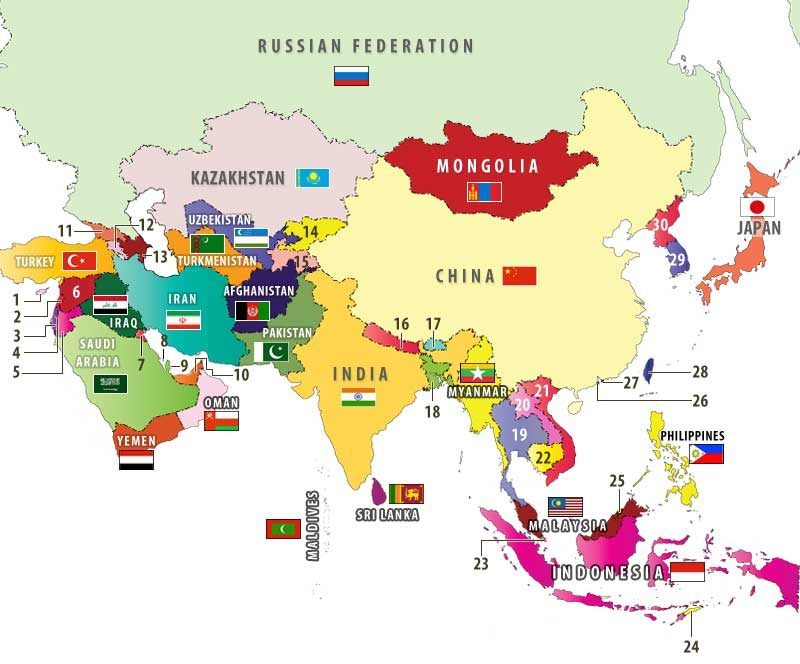 RUSSIAN FEDERATION
KAZAKHSTAN
MONGOLIA
UZBEKISTAN
11
12
14
30
JAPAN
TURKEY
13
TURKMENISTAN
15
29
CHINA
1
6
IRAN
AFGHANISTAN
2
IRAQ
PAKISTAN
3
SAUDI
ARABIA
8
16
17
4
7
9
10
INDIA
28
5
27
MYANMAR
21
26
OMAN
18
20
YEMEN
19
PHILIPPINES
22
25
MALDIVES
SRI LANKA
MALAYSIA
23
INDONESIA
24